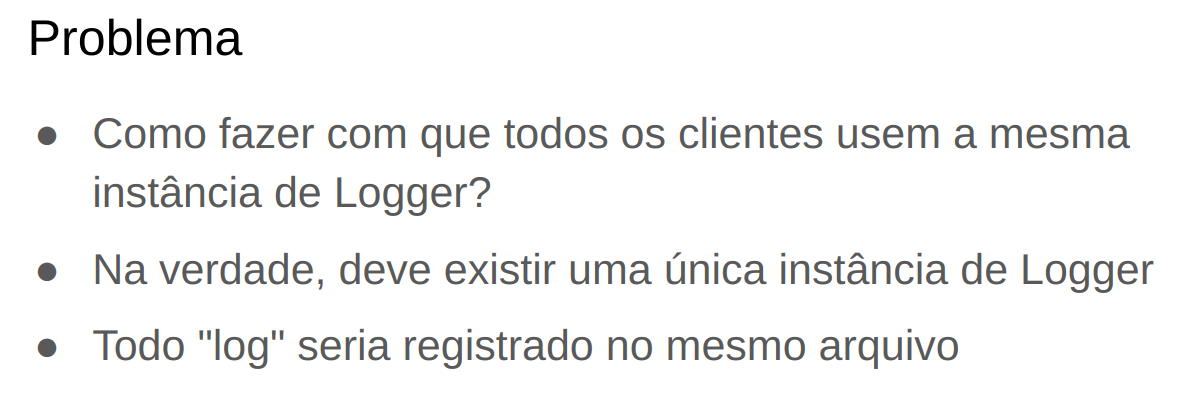 Problema
● Como fazer com que todos os clientes usem a mesma
instância de Logger?
● Na verdade, deve existir uma única instância de Logger
● Todo "log" seria registrado no mesmo arquivo